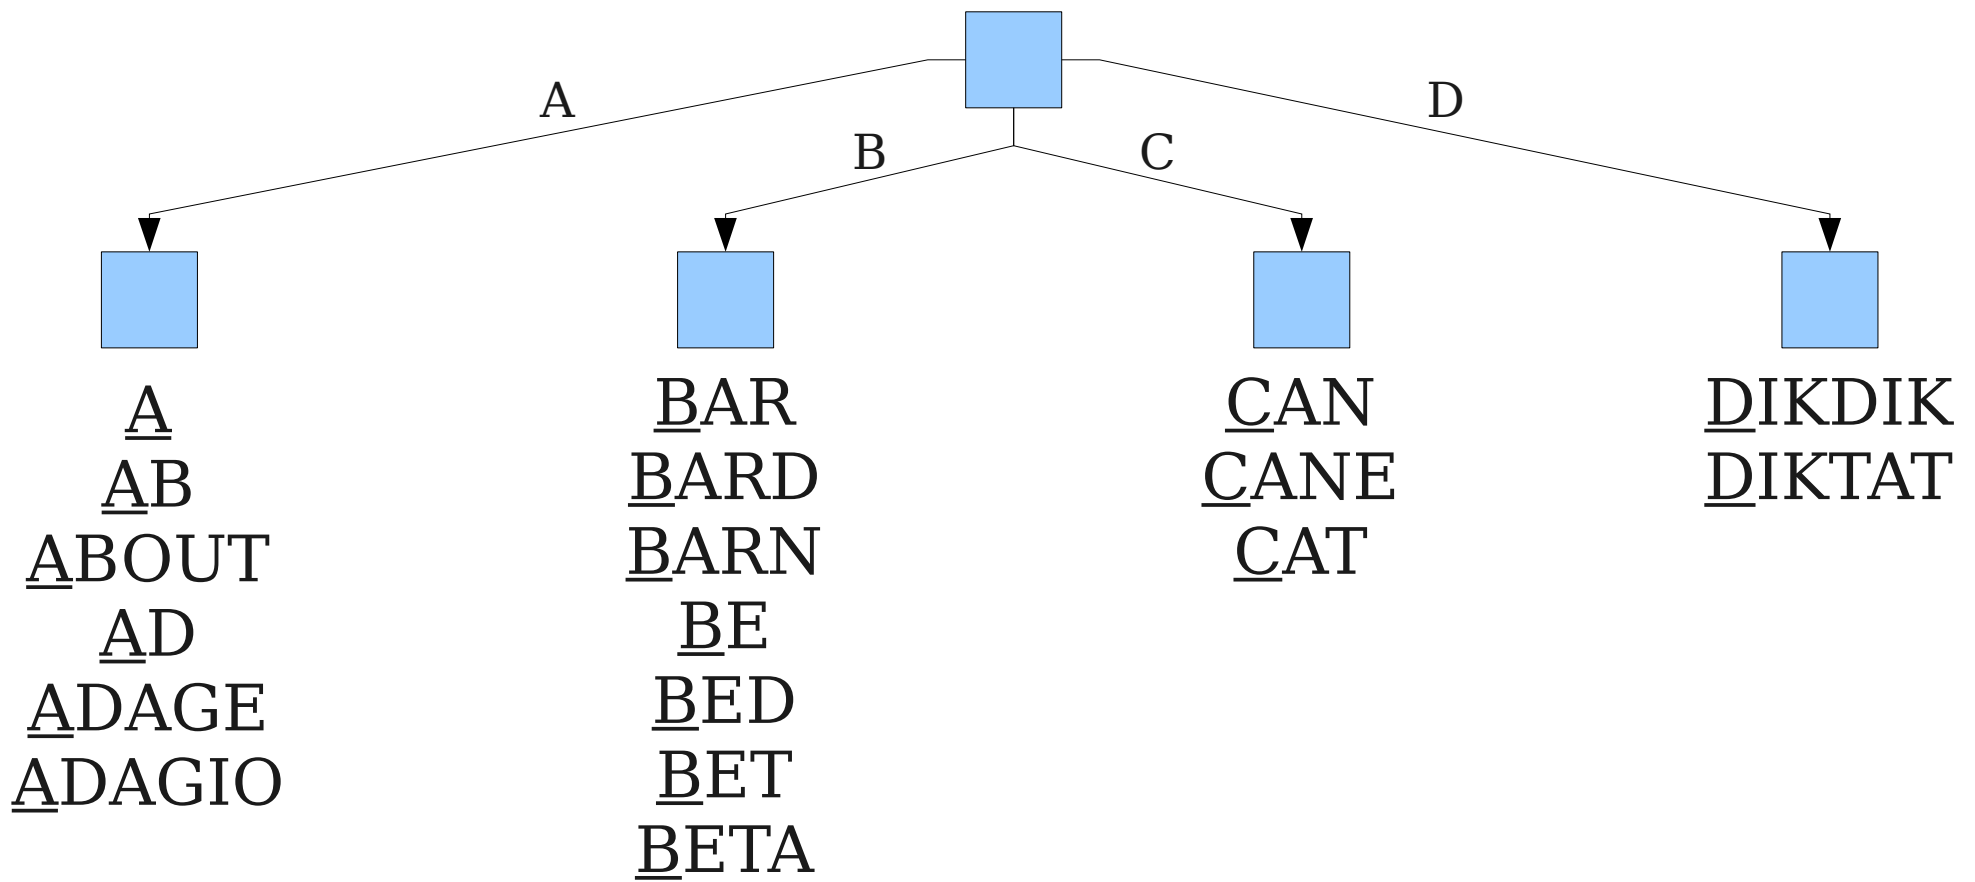 A
B
C
D
A
AB
ABOUT
AD
ADAGE
ADAGIO
BAR
BARD
BARN
BE
BED
BET
BETA
CAN
CANE
CAT
DIKDIK
DIKTAT